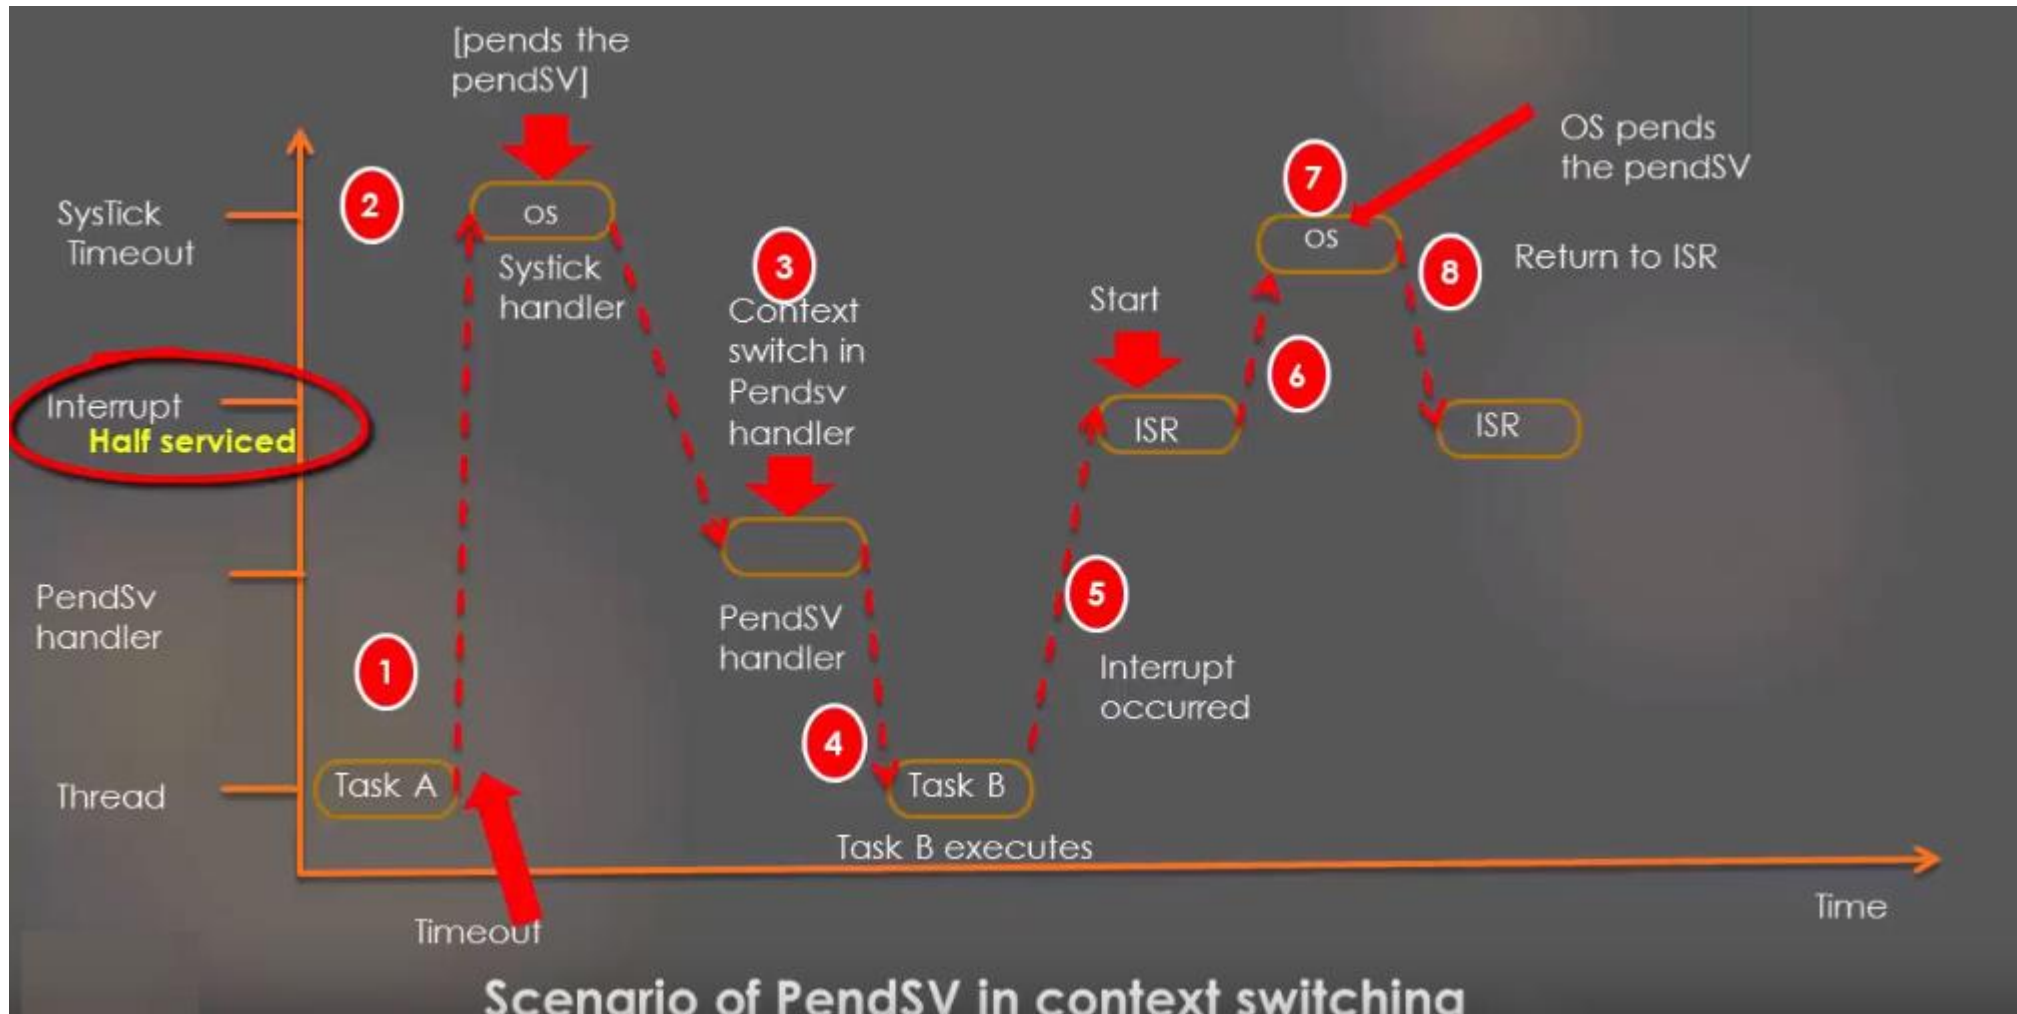 [pends the
pendSV]
OS pends
the pendSV
7
2
SysTick
Timeout
OS
OS
8
Return to ISR
Systick
handler
3
Start
Context
switch in
Pendsv
handler
6
Interrupt
Half serviced
ISR
ISR
5
PendSv
handler
PendSV
handler
1
Interrupt
occurred
4
Thread
Task A
Task B
Task B executes
Time
Timeout
Scenario of PendSV in context switching